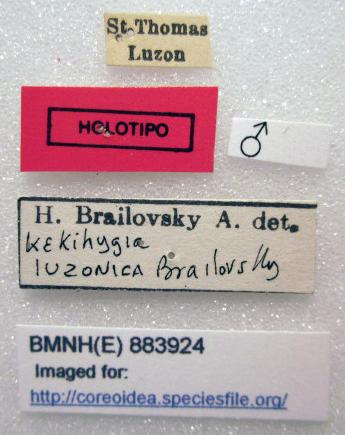 St. Thomas
Luzon
HOLOTIPO
♂
H. Brailovsky A. det.
Kekihygia
luzonica Brailovsky
BMNH(E) 883924
Imaged for:
http://coreoidea.speciesfile.org/